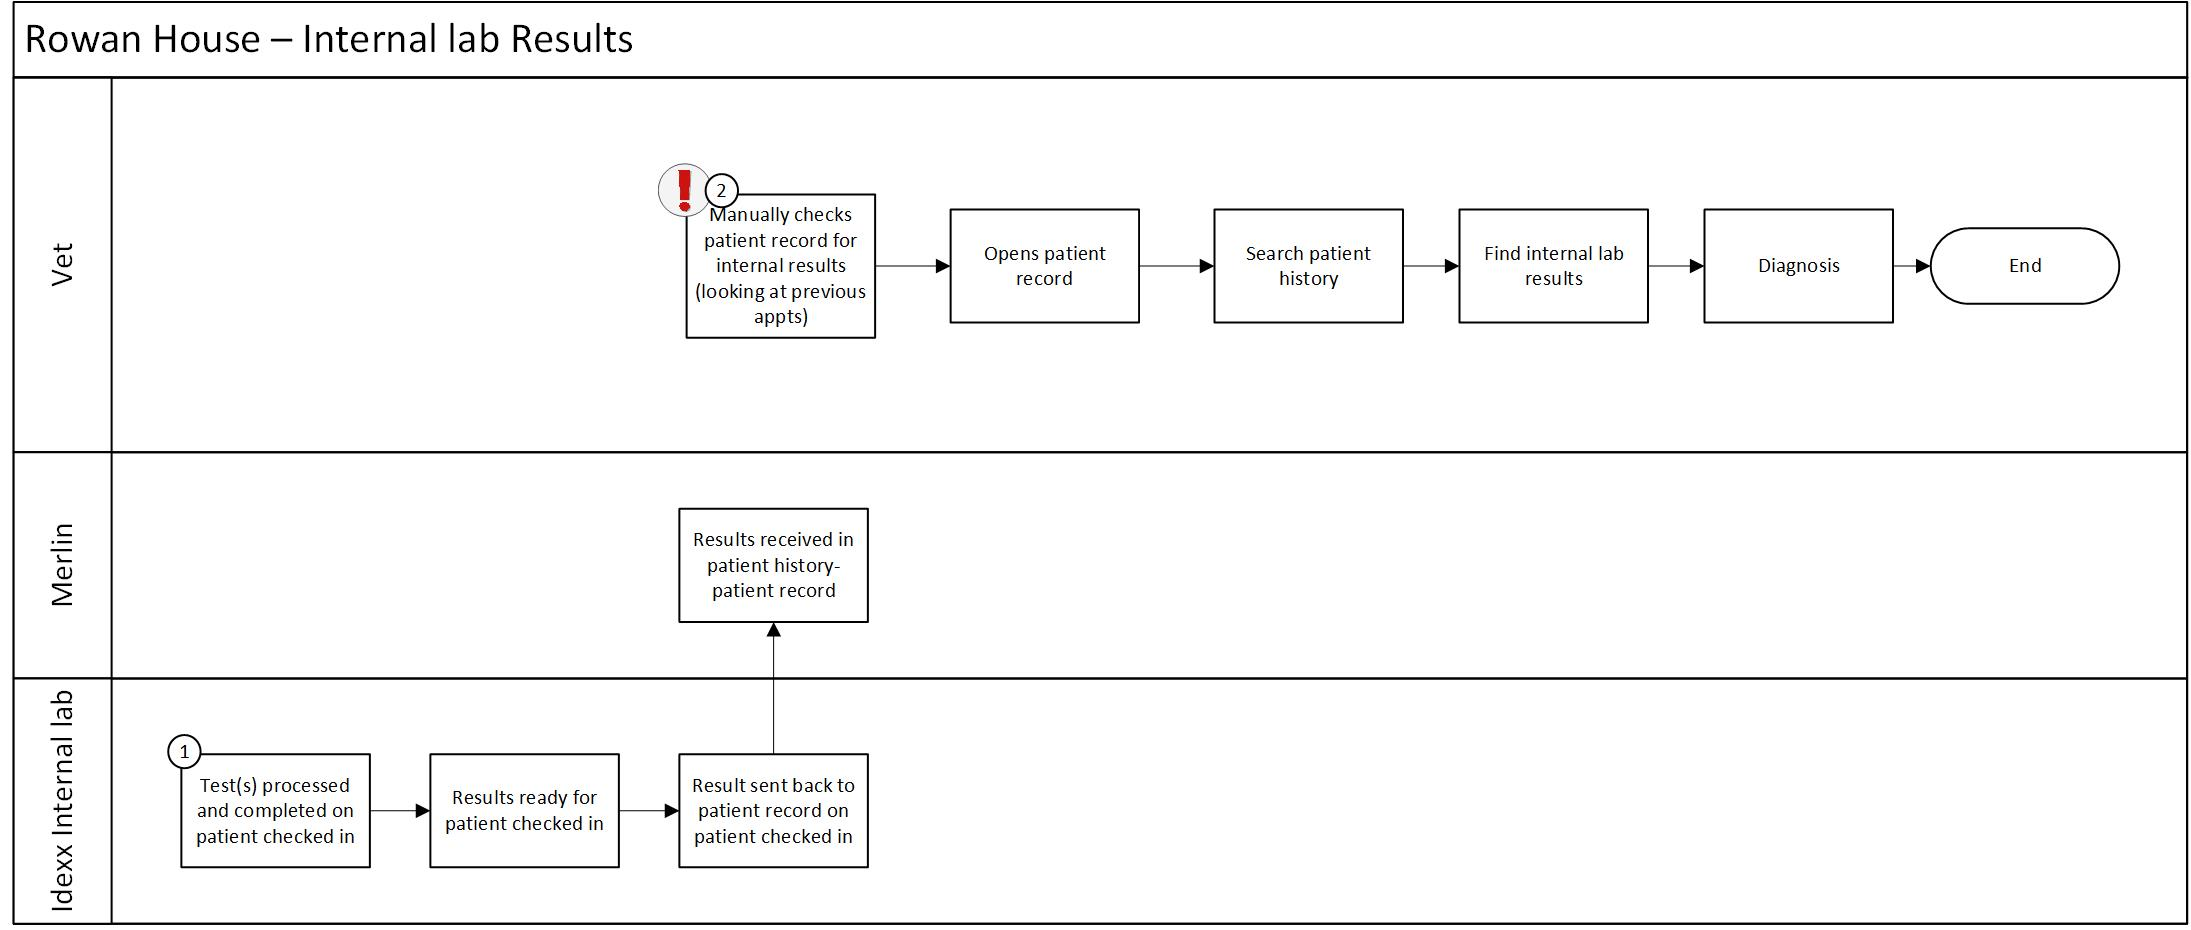 Rowan House – Internal lab Results
Vet
!
2
Manually checks
patient record for
internal results
(looking at previous
appts)
Opens patient
record
Search patient
history
Find internal lab
results
Diagnosis
End
Merlin
Results received in
patient history-
patient record
Idexx Internal lab
1
Test(s) processed
and completed on
patient checked in
Results ready for
patient checked in
Result sent back to
patient record on
patient checked in